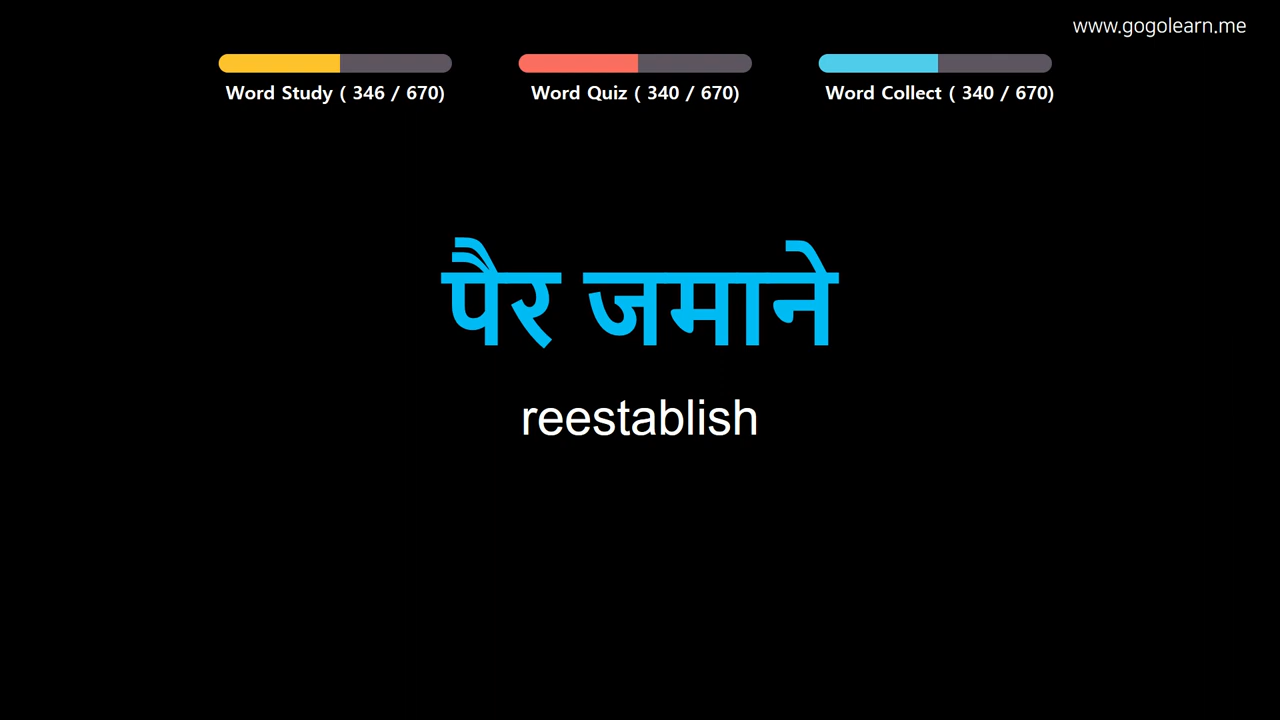 www.gogolearn.me
Word Study ( 346 / 670)
Word Quiz ( 340 / 670)
Word Collect ( 340 / 670)
पैर जमाने
reestablish